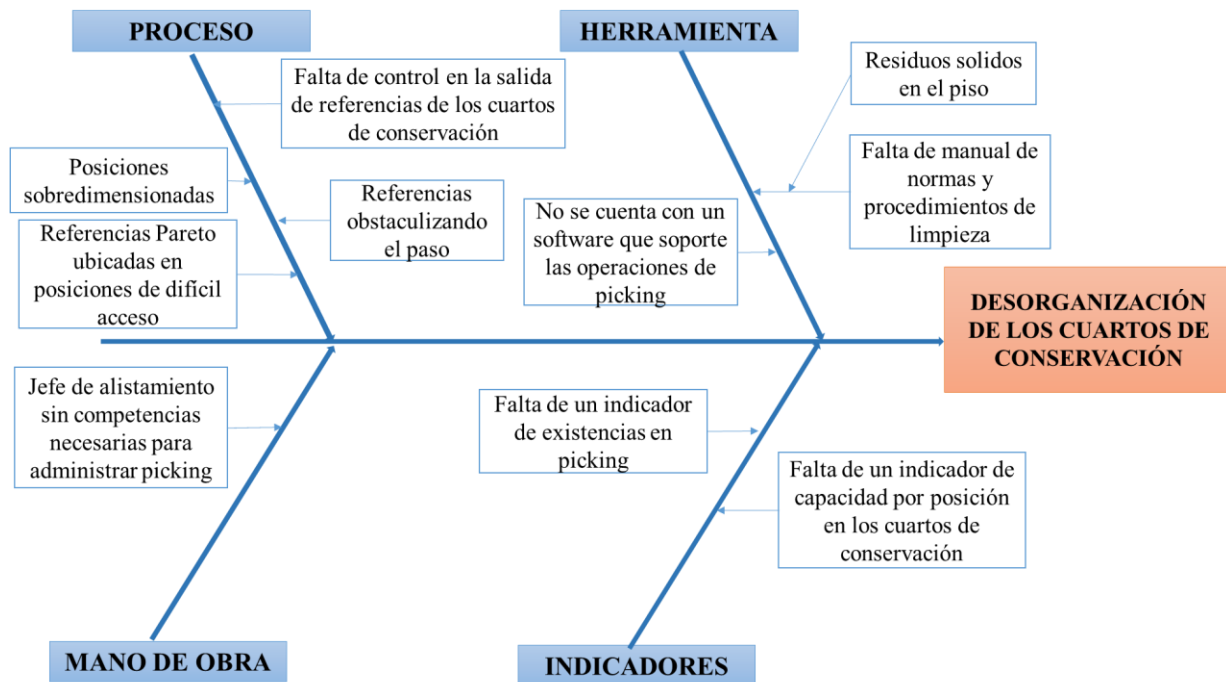 PROCESO
HERRAMIENTA
Falta de control en la salida
de referencias de los cuartos
de conservación
Residuos solidos
en el piso
Posiciones
sobredimensionadas
Referencias
obstaculizando
el paso
Falta de manual de
normas y
procedimientos de
limpieza
No se cuenta con un
software que soporte
las operaciones de
picking
Referencias Pareto
ubicadas en
posiciones de difícil
acceso
DESORGANIZACIÓN
DE LOS CUARTOS DE
CONSERVACIÓN
Jefe de alistamiento
sin competencias
necesarias para
administrar picking
Falta de un indicador
de existencias en
picking
Falta de un indicador de
capacidad por posición
en los cuartos de
conservación
MANO DE OBRA
INDICADORES